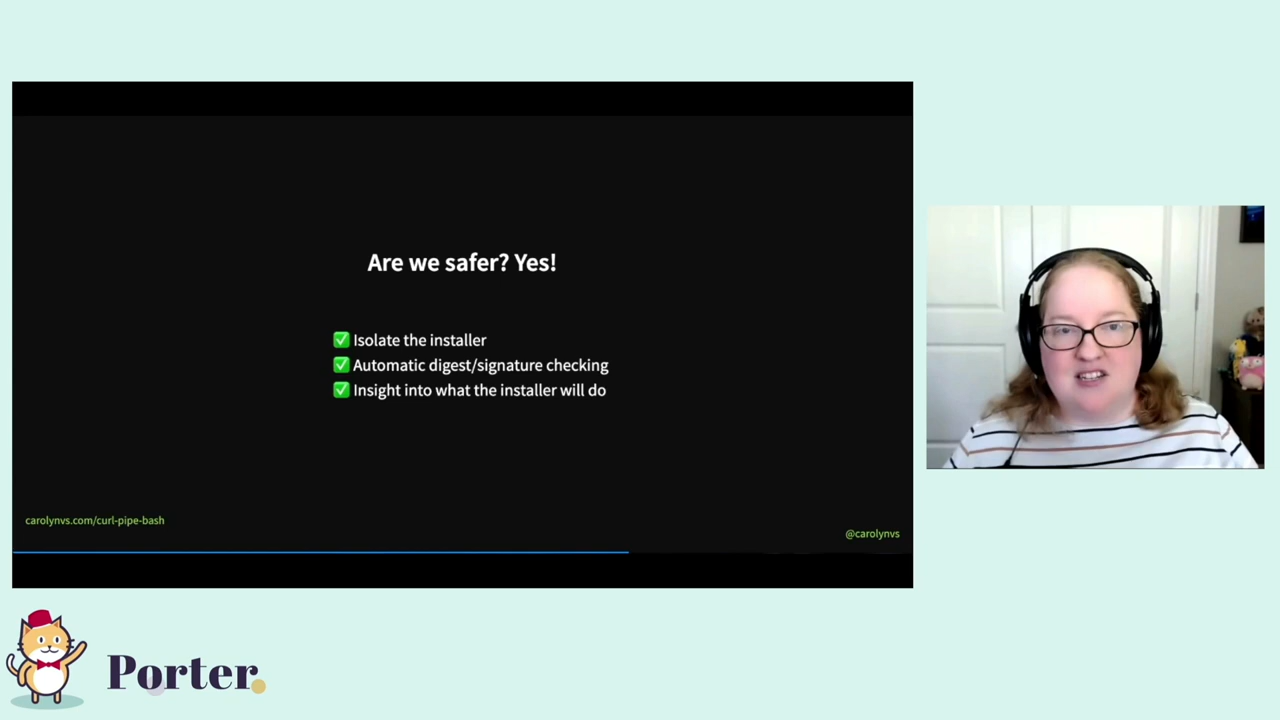 Are we safer? Yes!
Isolate the installer
Automatic digest/signature checking
Insight into what the installer will do
carolynvs.com/curl-pipe-bash
@carolynvs
Porter